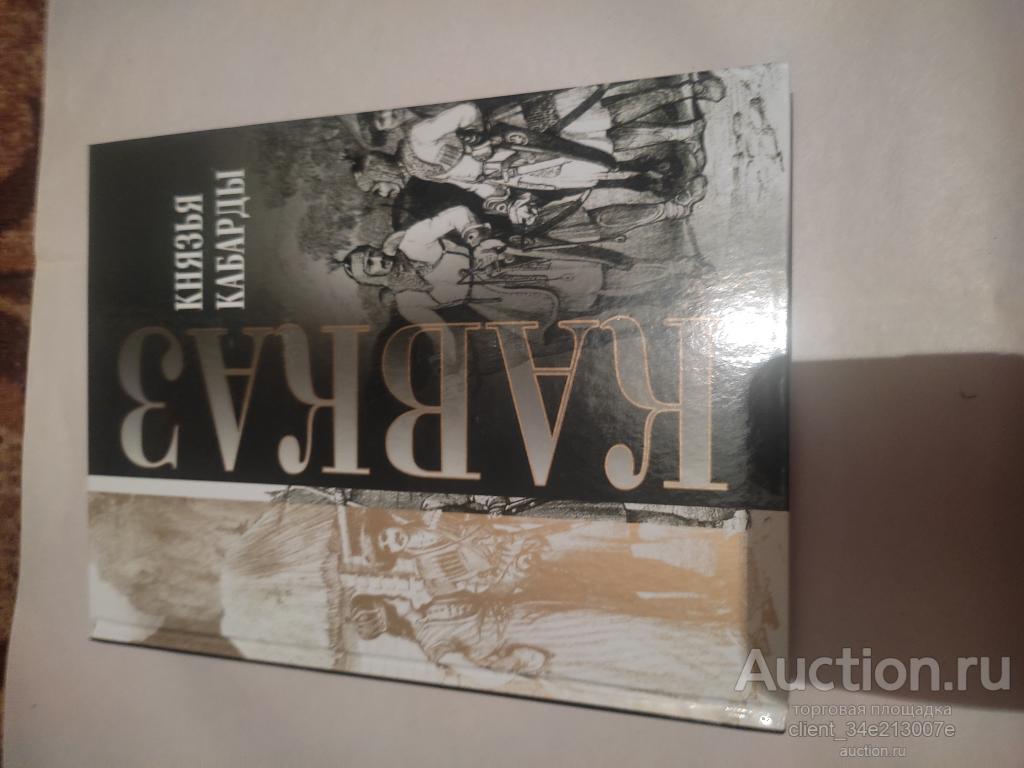 КНЯЗЬЯ
КАБАРДЫ
КАВКАЗ
Auction.ru
торговая площадка
client_34e213007e
auction.ru